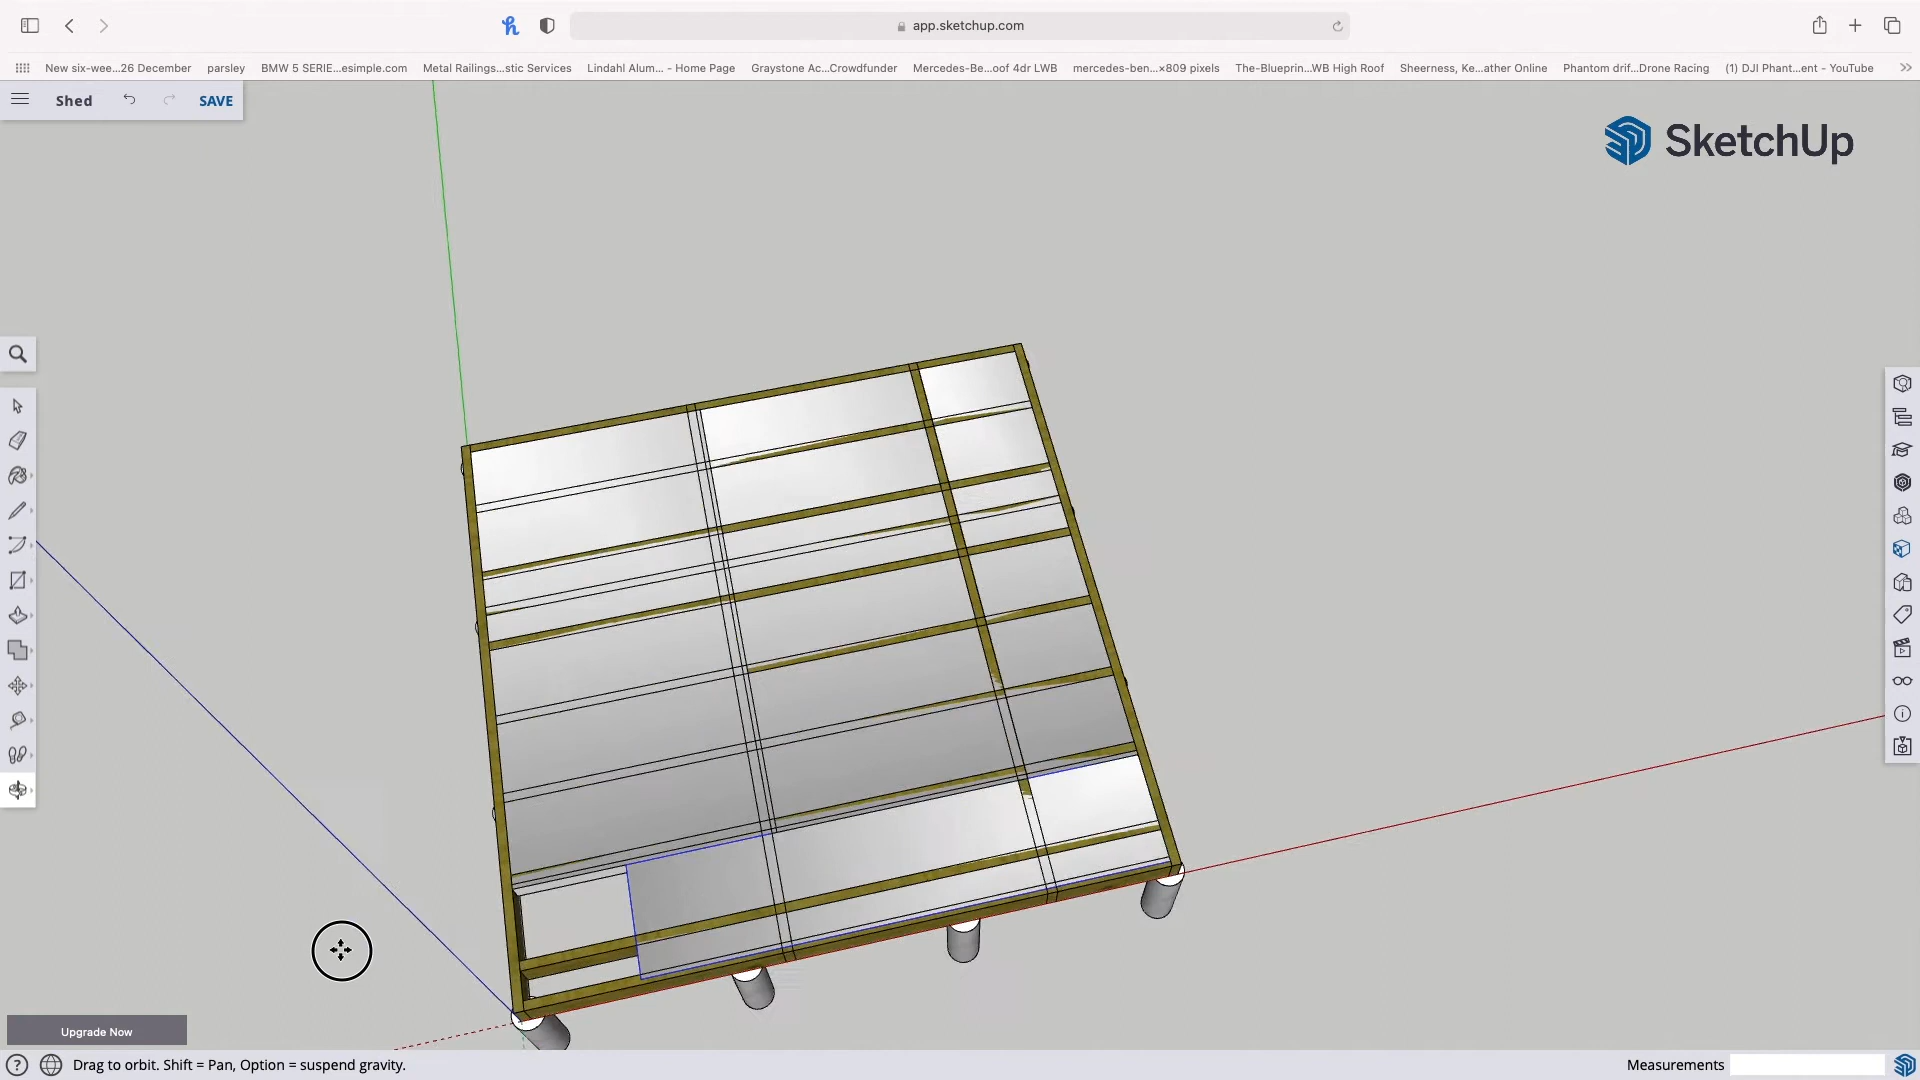 app.sketchup.com
New six-wee...26 December parsley BMW 5 SERIE...esimple.com Metal Railings...stic Services Lindahl Alum... - Home Page Graystone Ac...Crowdfunder Mercedes-Be...oof 4dr LWB mercedes-ben...×809 pixels The-Blueprin...WB High Roof Sheerness, Ke...ather Online Phantom drif...Drone Racing (1) DJI Phant...ent - YouTube
Shed SAVE
SketchUp
Upgrade Now
Drag to orbit. Shift = Pan, Option = suspend gravity. Measurements